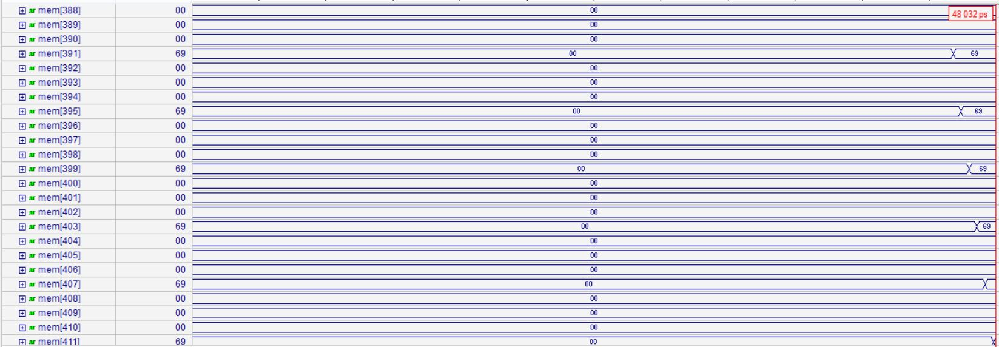 mem[388] 00 00 48 032 ps
mem[389] 00 00
mem[390] 00 00
mem[391] 69 00 69
mem[392] 00 00
mem[393] 00 00
mem[394] 00 00
mem[395] 69 00 69
mem[396] 00 00
mem[397] 00 00
mem[398] 00 00
mem[399] 69 00 69
mem[400] 00 00
mem[401] 00 00
mem[402] 00 00
mem[403] 69 00 69
mem[404] 00 00
mem[405] 00 00
mem[406] 00 00
mem[407] 69 00
mem[408] 00 00
mem[409] 00 00
mem[410] 00 00
mem[411] 69 00